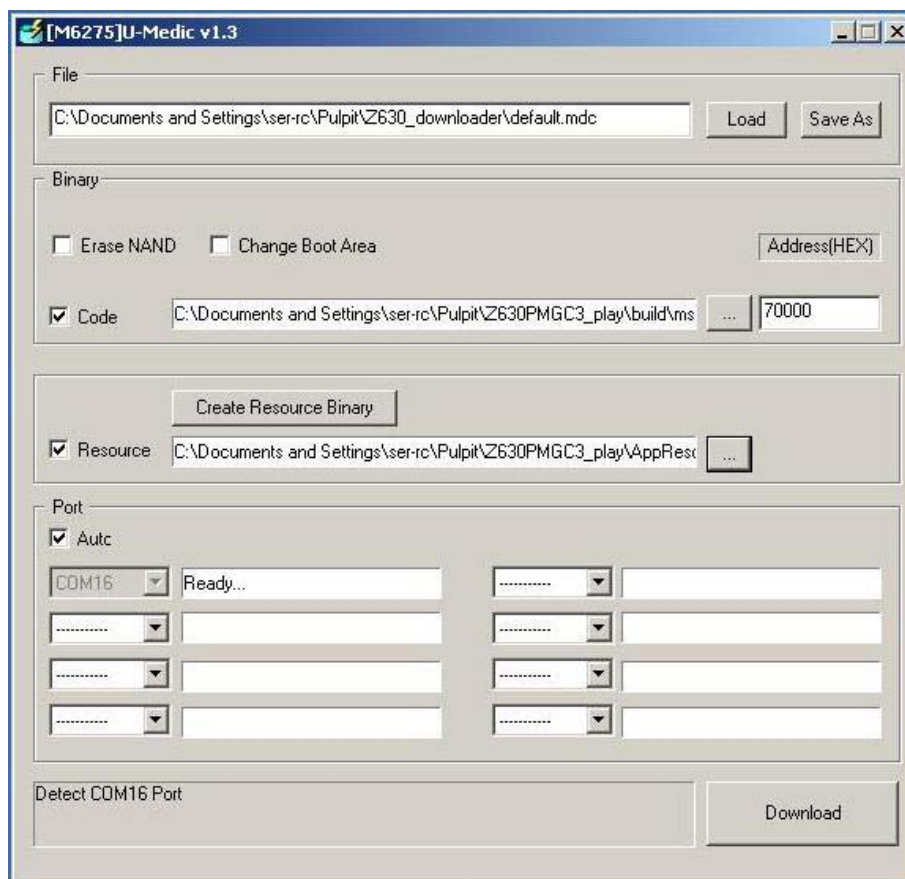 [M6275]U-Medic v1.3
File
C:\Documents and Settings\ser-rc\Pulpit\Z630_downloader\default.mdc
Load
Save As
Binary
Erase NAND
Change Boot Area
Address(HEX)
Code
C:\Documents and Settings\ser-rc\Pulpit\Z630PMGC3_play\build\ms
...
70000
Create Resource Binary
Resource
C:\Documents and Settings\ser-rc\Pulpit\Z630PMGC3_play\AppResc
...
Port
Autc
COM16
Ready...
----------
----------
----------
----------
----------
----------
----------
Detect COM16 Port
Download